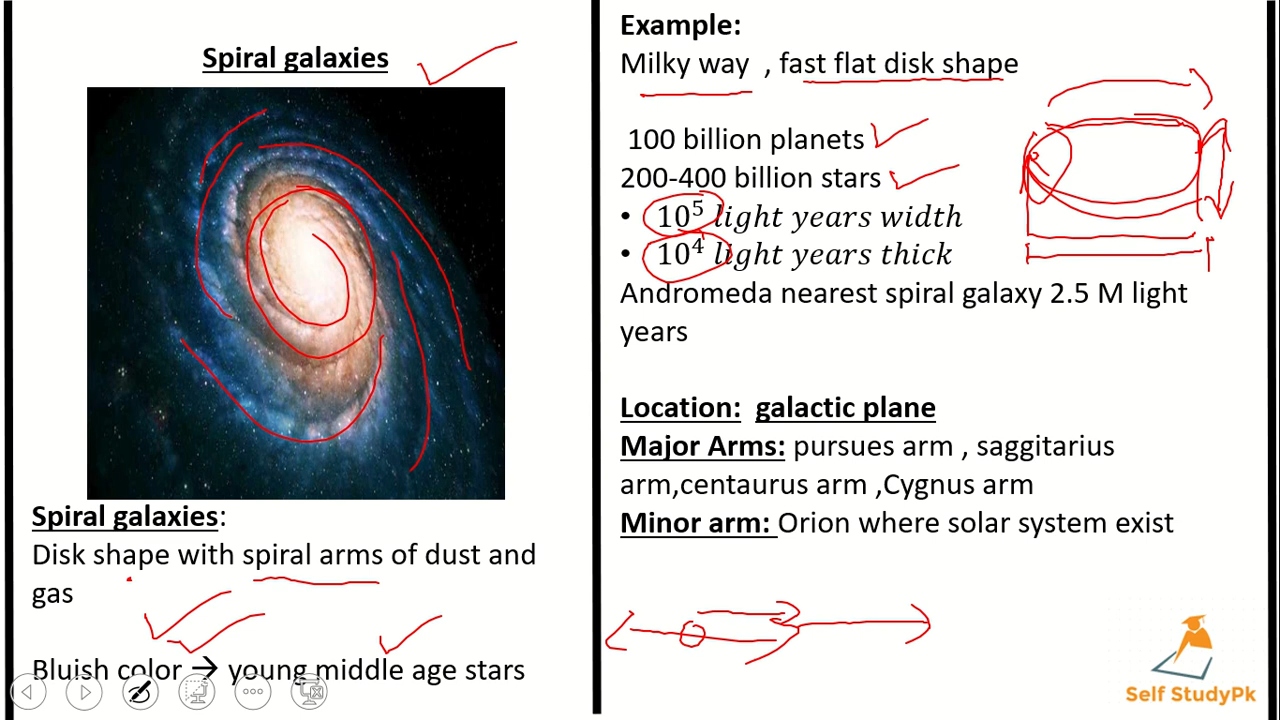 Spiral galaxies
Spiral galaxies:
Disk shape with spiral arms of dust and
gas
Bluish color → young middle age stars
Example:
Milky way , fast flat disk shape
100 billion planets
200-400 billion stars
• 10⁵ light years width
• 10⁴ light years thick
Andromeda nearest spiral galaxy 2.5 M light
years
Location: galactic plane
Major Arms: pursues arm , saggitarius
arm,centaurus arm ,Cygnus arm
Minor arm: Orion where solar system exist
Self StudyPk